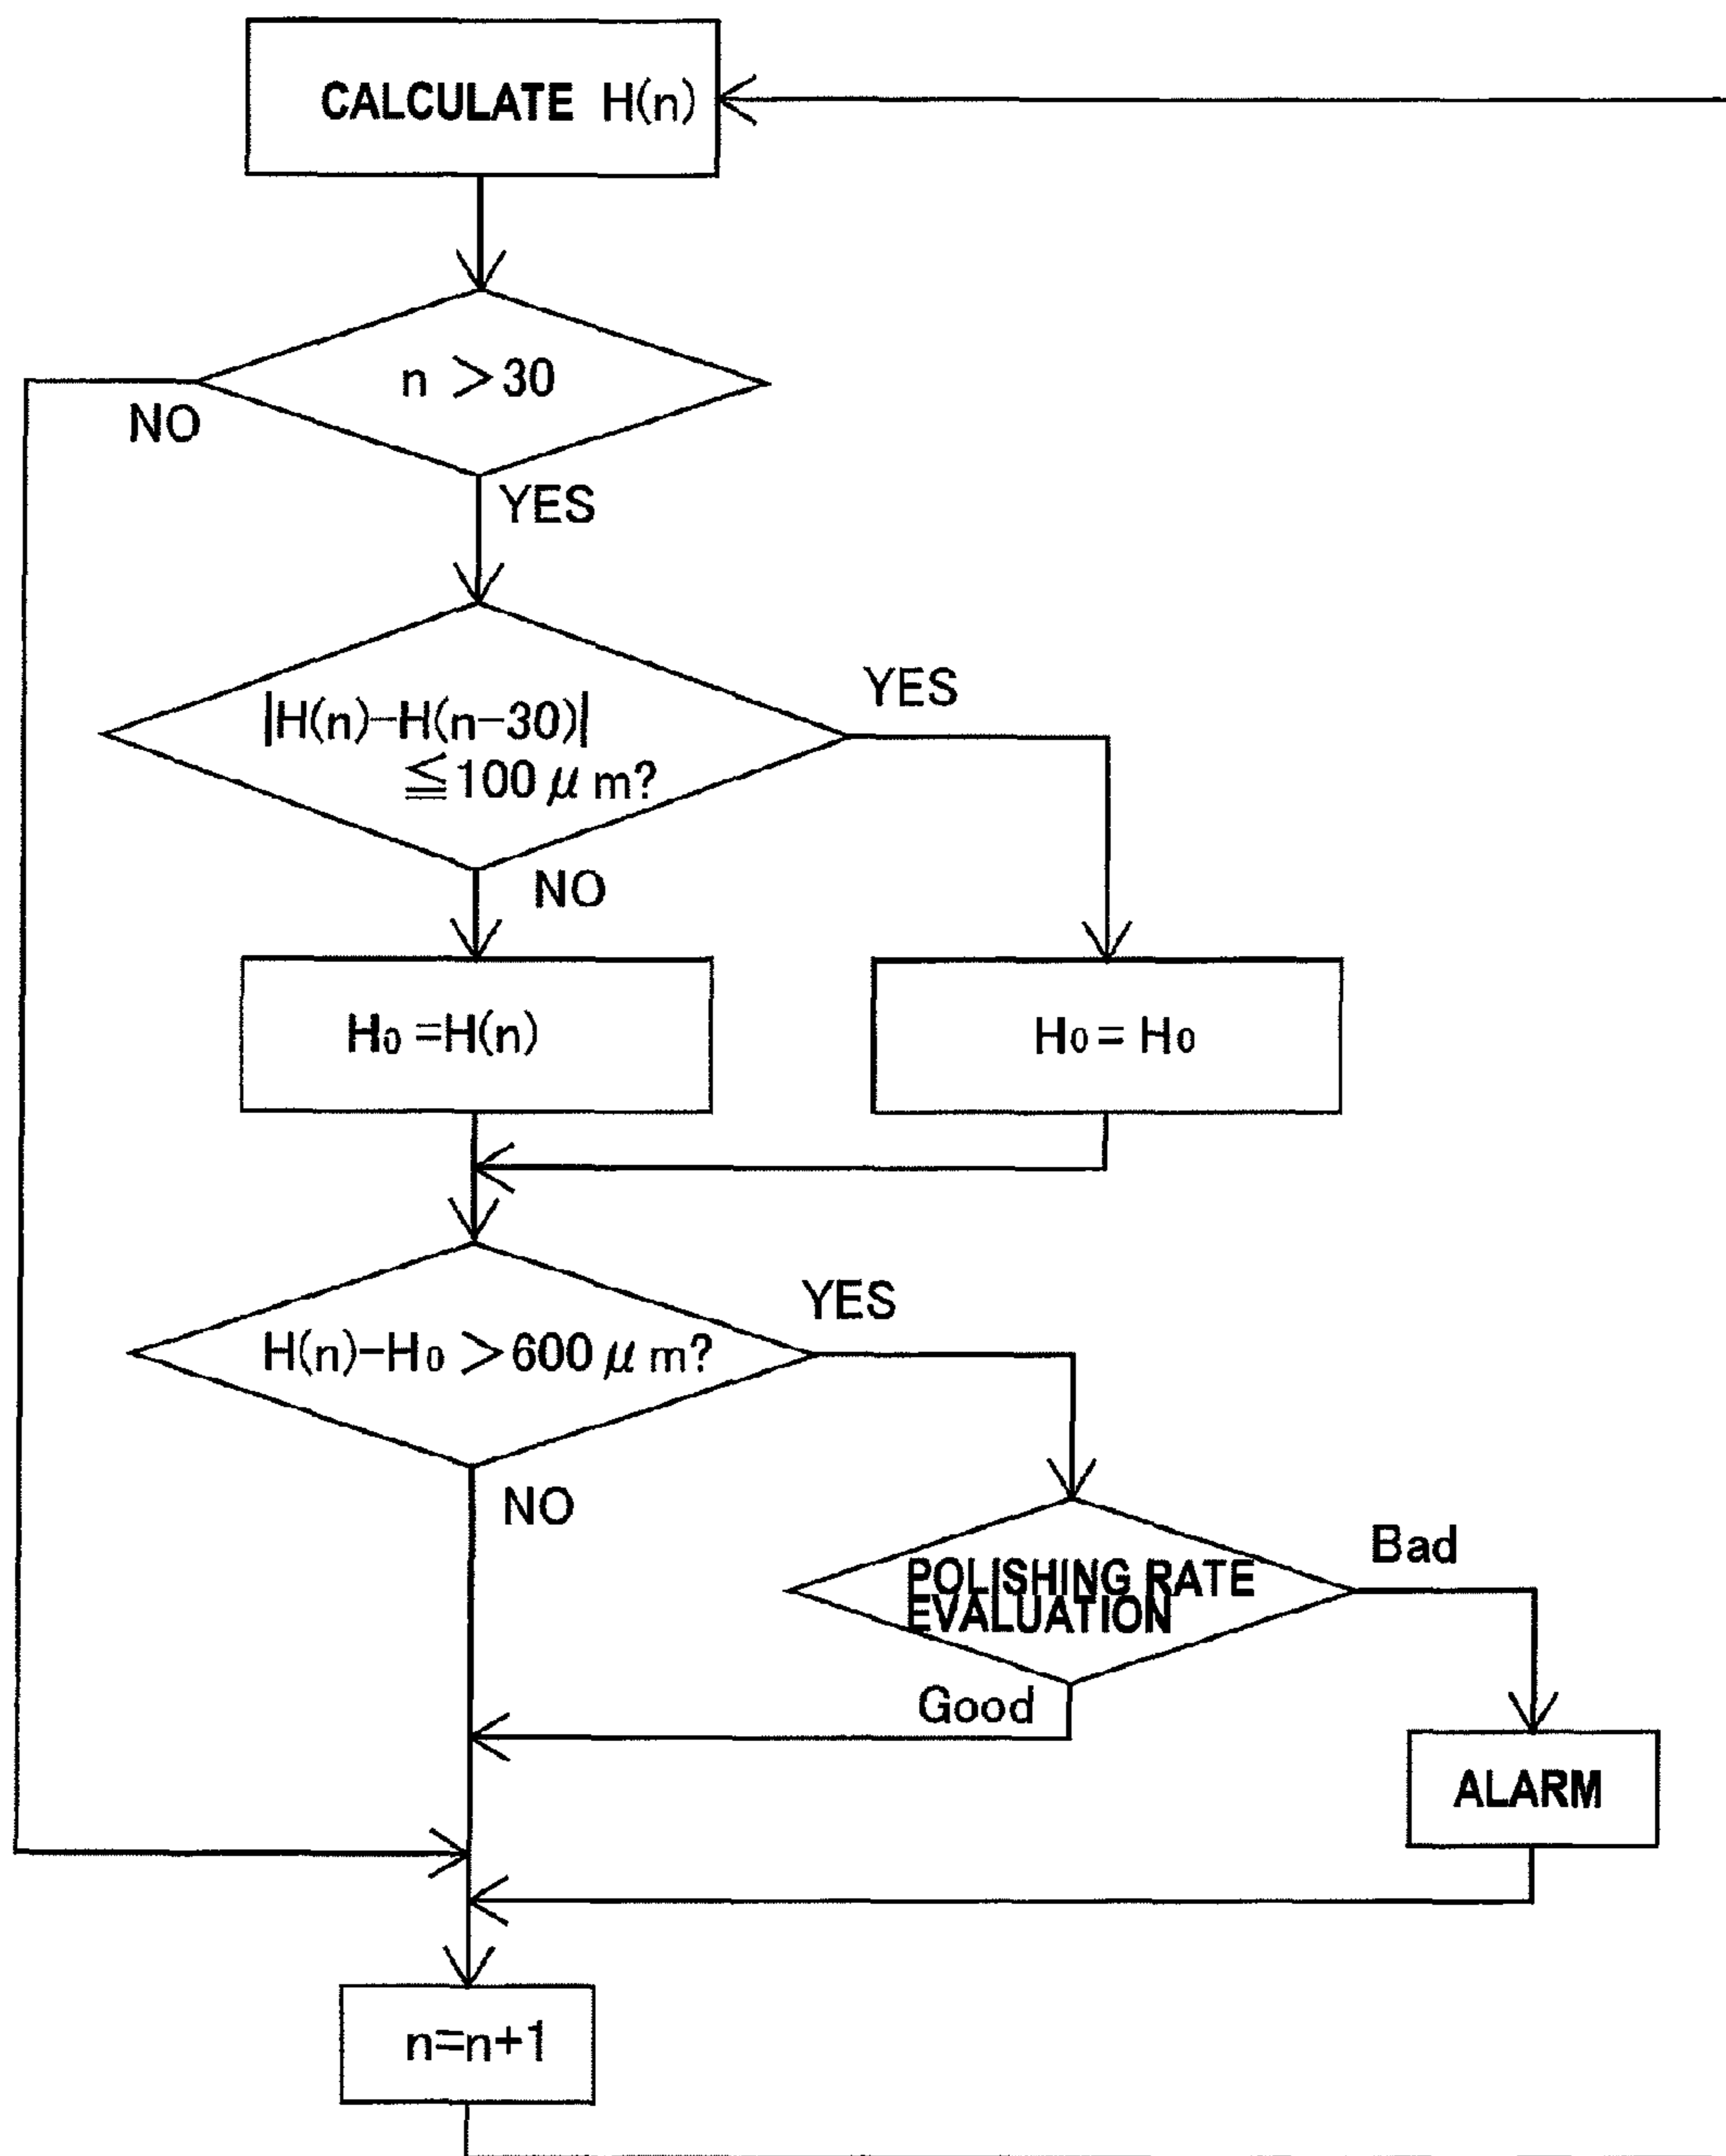 CALCULATE H(n)
n >30
NO
YES
|H(n)-H(n-30)|
≦100 μ m?
YES
NO
H₀ =H(n)
H₀ = H₀
H(n)-H₀ >600 μ m?
YES
NO
POLISHING RATE
EVALUATION
Bad
Good
ALARM
n=n+1